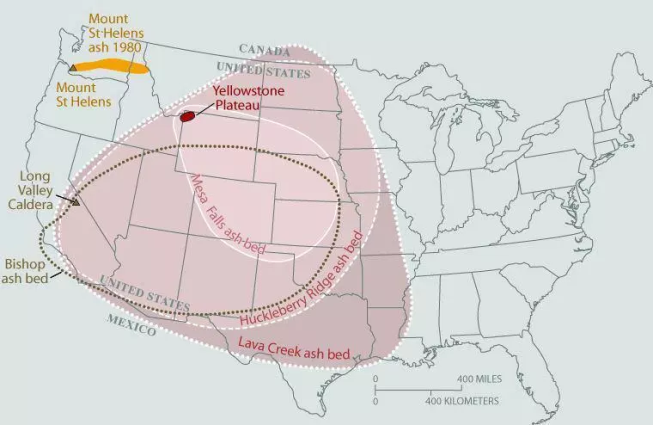 Mount
St Helens
ash 1980
CANADA
UNITED STATES
Mount
St Helens
Yellowstone
Plateau
Long
Valley
Caldera
Mesa Falls ash bed
Bishop
ash bed
Huckleberry Ridge ash bed
UNITED STATES
MEXICO
Lava Creek ash bed
0 400 MILES
0 400 KILOMETERS